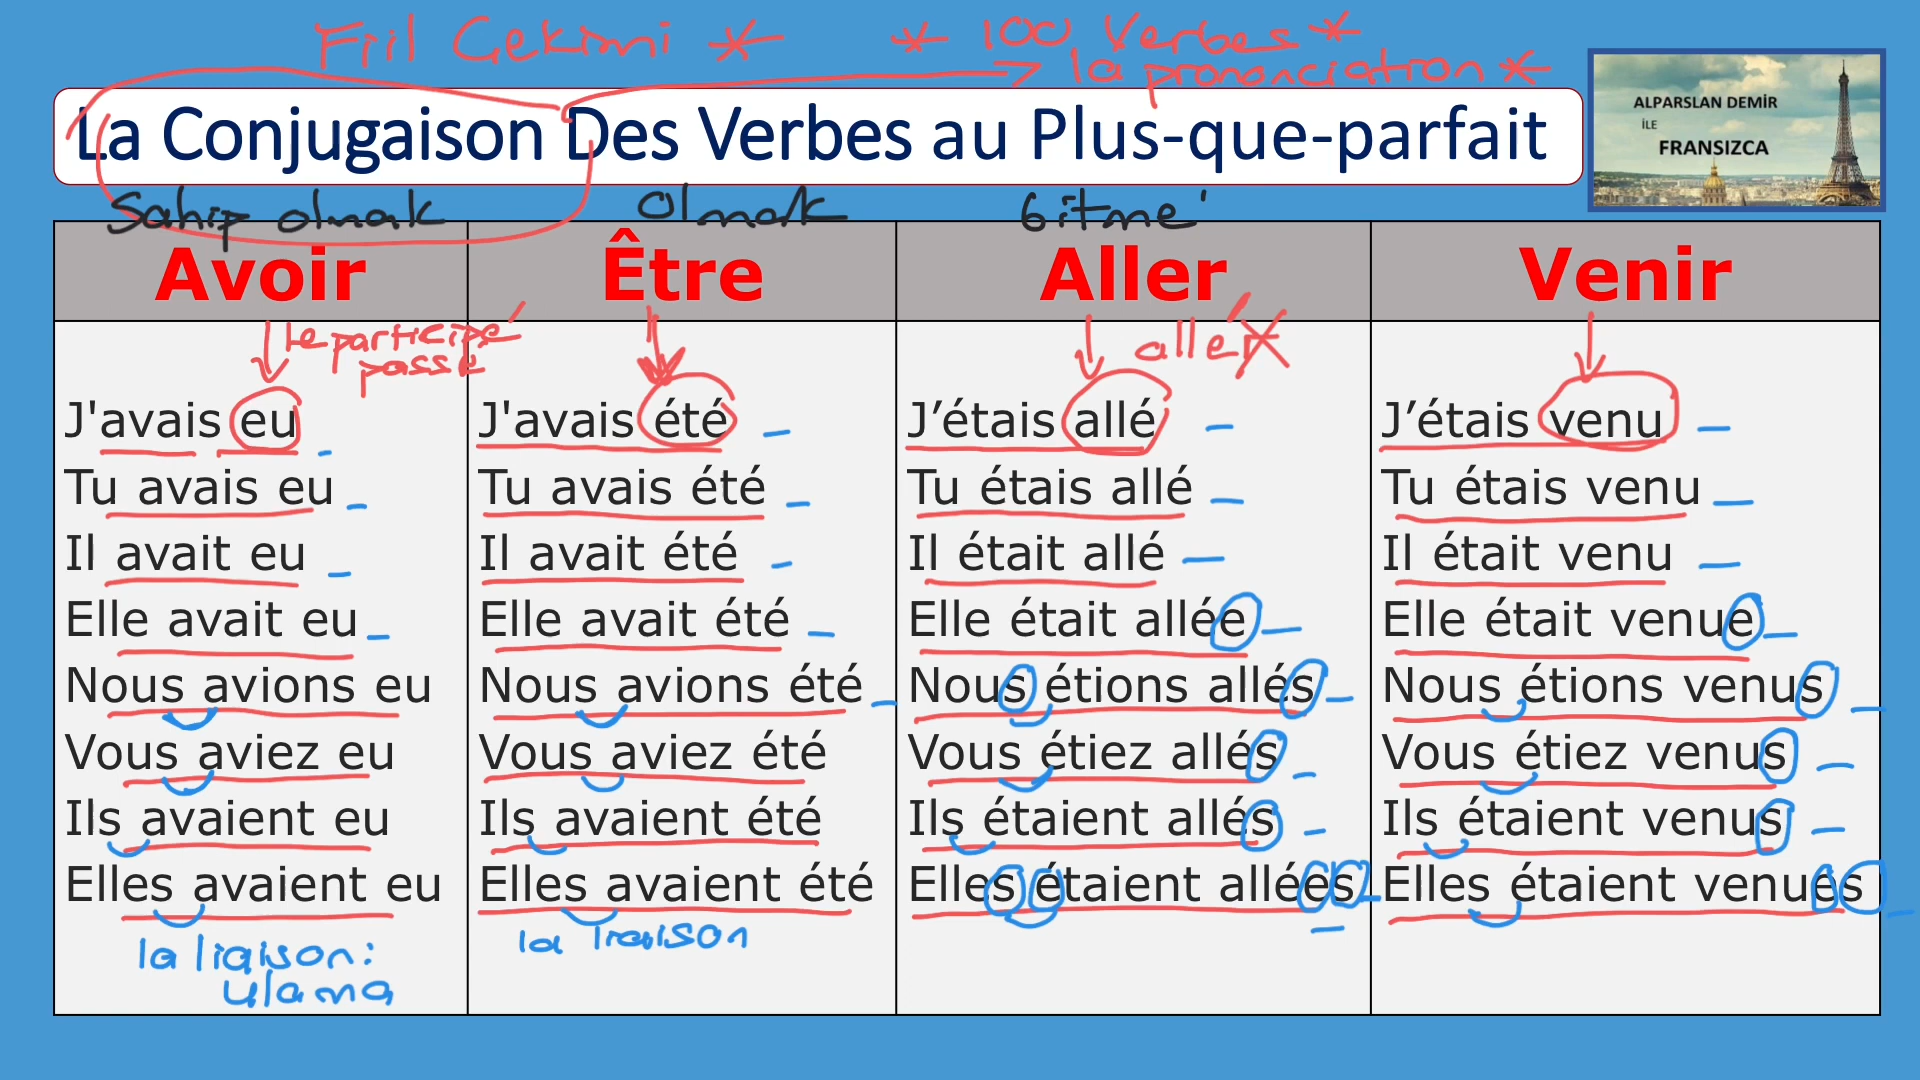 Fiil Çekimi * * 100 Verbes *
la prononciation *
La Conjugaison Des Verbes au Plus-que-parfait
ALPARSLAN DEMİR
İLE
FRANSIZCA
Sahip olmak Olmak Gitme
Avoir Être Aller Venir
le participe
passé
allér
J'avais eu J'avais été J’étais allé J’étais venu
Tu avais eu Tu avais été Tu étais allé Tu étais venu
Il avait eu Il avait été Il était allé Il était venu
Elle avait eu Elle avait été Elle était allée Elle était venue
Nous avions eu Nous avions été Nous étions allés Nous étions venus
Vous aviez eu Vous aviez été Vous étiez allés Vous étiez venus
Ils avaient eu Ils avaient été Ils étaient allés Ils étaient venus
Elles avaient eu Elles avaient été Elles étaient allées Elles étaient venues
la liaison: la liaison
ulama